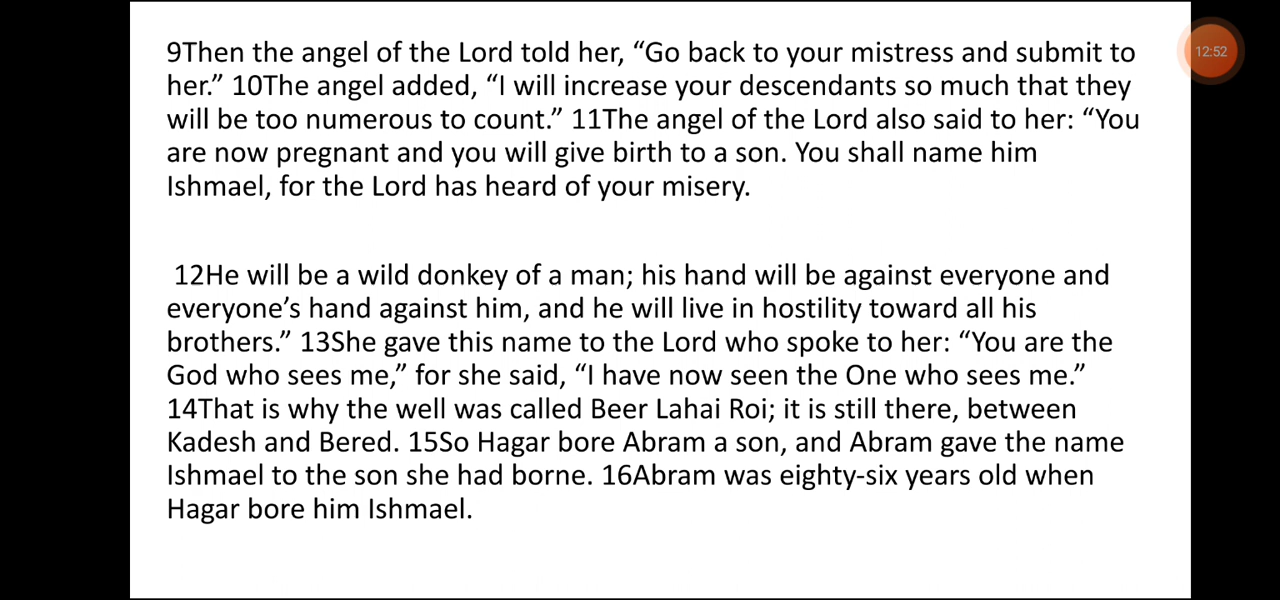 9Then the angel of the Lord told her, “Go back to your mistress and submit to
her.” 10The angel added, “I will increase your descendants so much that they
will be too numerous to count.” 11The angel of the Lord also said to her: “You
are now pregnant and you will give birth to a son. You shall name him
Ishmael, for the Lord has heard of your misery.
12He will be a wild donkey of a man; his hand will be against everyone and
everyone’s hand against him, and he will live in hostility toward all his
brothers.” 13She gave this name to the Lord who spoke to her: “You are the
God who sees me,” for she said, “I have now seen the One who sees me.”
14That is why the well was called Beer Lahai Roi; it is still there, between
Kadesh and Bered. 15So Hagar bore Abram a son, and Abram gave the name
Ishmael to the son she had borne. 16Abram was eighty-six years old when
Hagar bore him Ishmael.
12:52